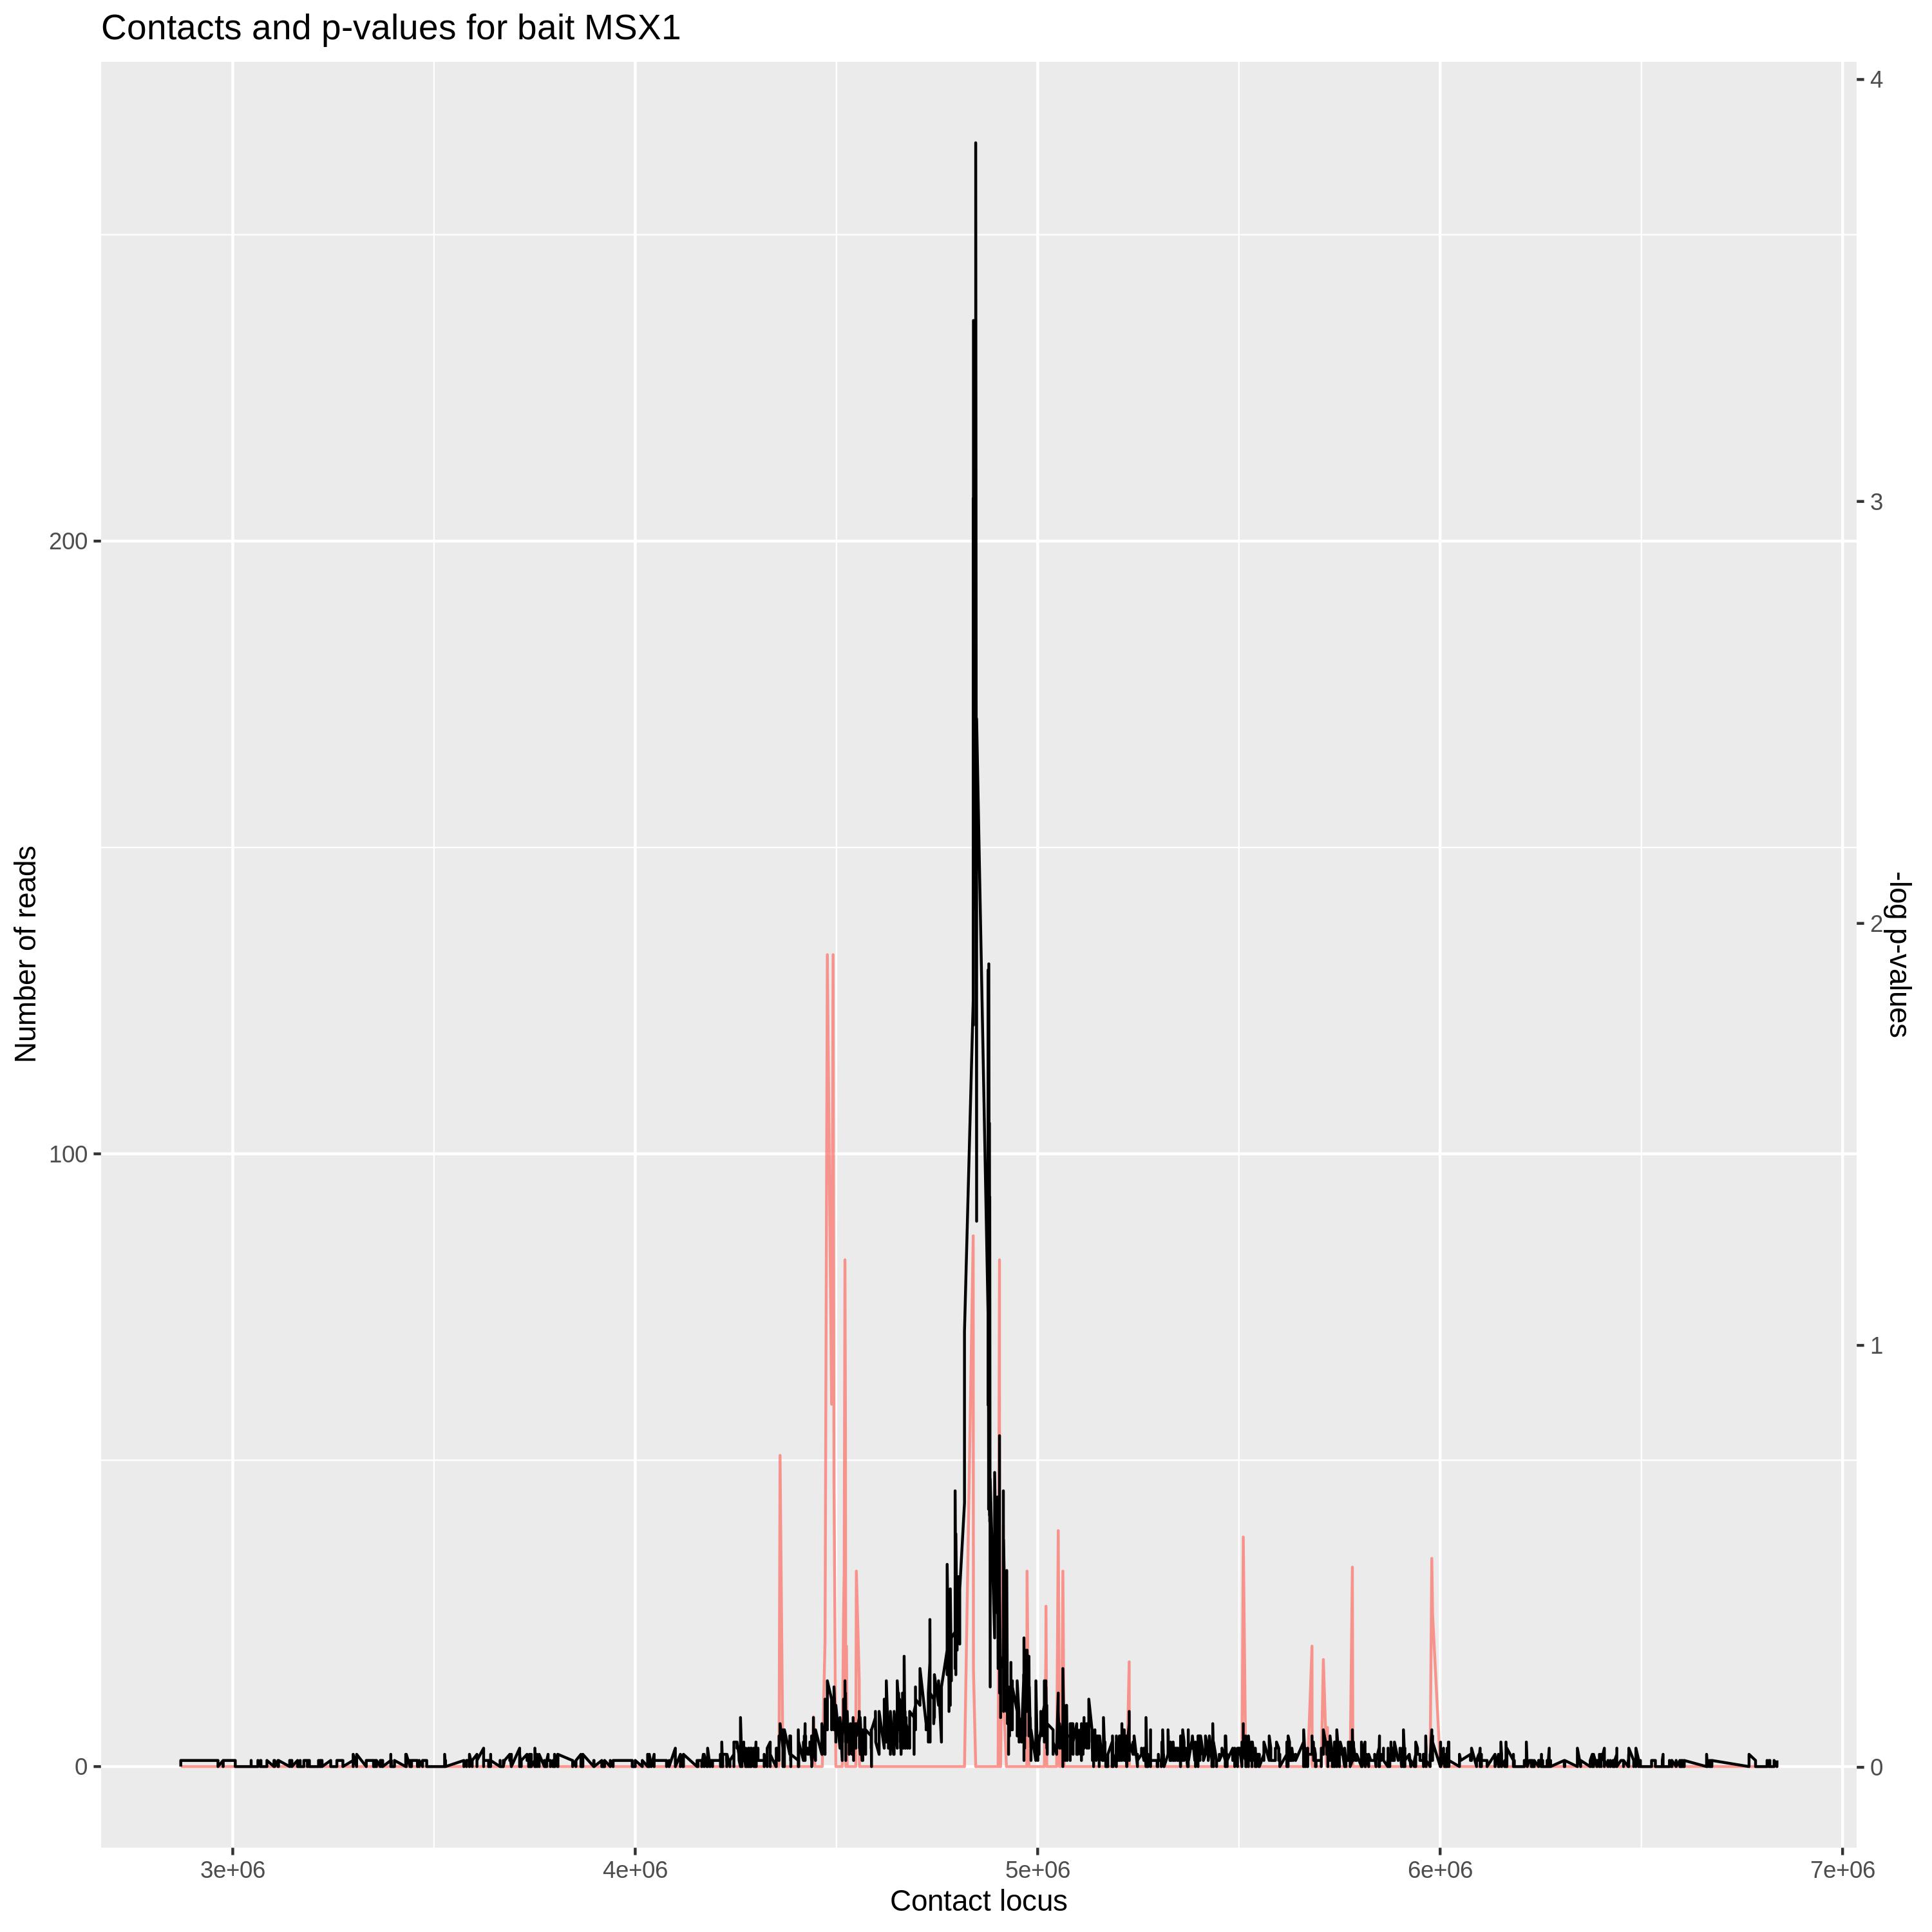 Contacts and p-values for bait MSX1
4
3
200
2
-log p-values
Number of reads
100
1
0
0
3e+06
4e+06
5e+06
6e+06
7e+06
Contact locus